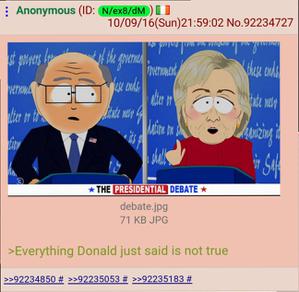 Anonymous (ID: N/ex8/dM)
10/09/16(Sun)21:59:02 No.92234727
★ THE PRESIDENTIAL DEBATE ★
debate.jpg
71 KB JPG
>Everything Donald just said is not true
>>92234850 # >>92235053 # >>92235183 #